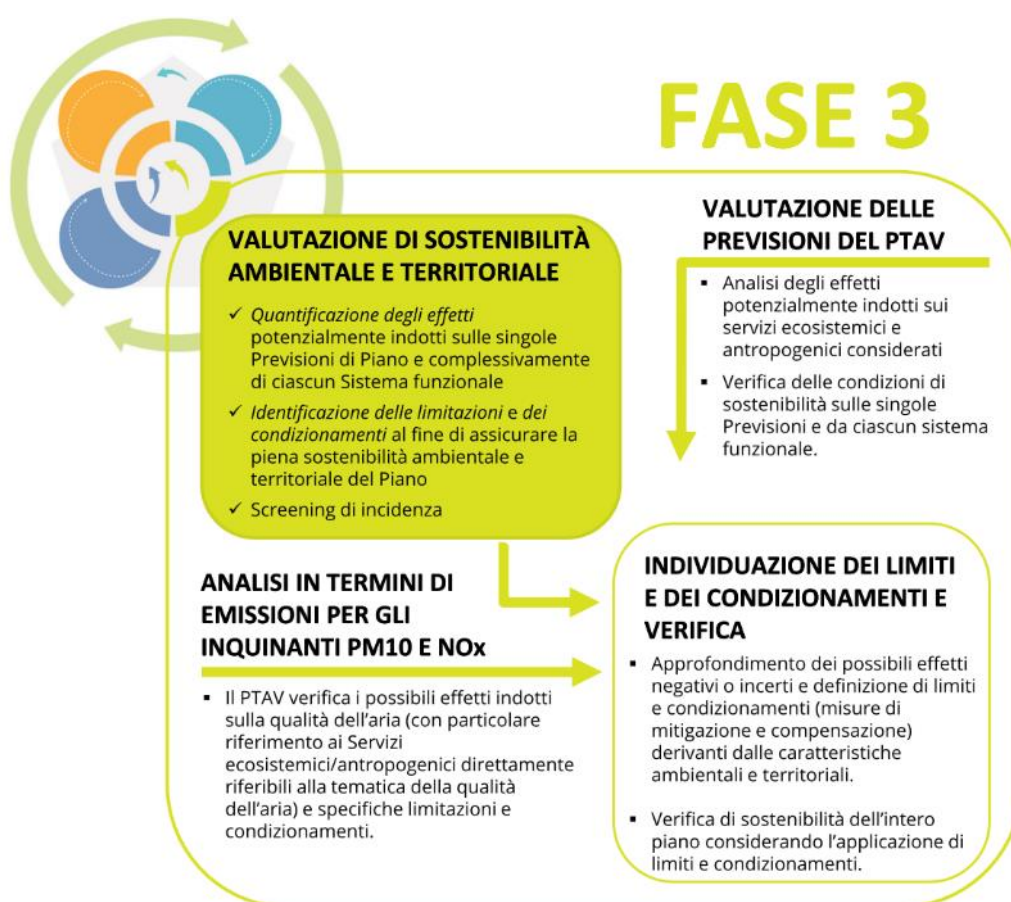 FASE 3
VALUTAZIONE DI SOSTENIBILITÀ
AMBIENTALE E TERRITORIALE
✓ Quantificazione degli effetti
potenzialmente indotti sulle singole
Previsioni di Piano e complessivamente
di ciascun Sistema funzionale
✓ Identificazione delle limitazioni e dei
condizionamenti al fine di assicurare la
piena sostenibilità ambientale e
territoriale del Piano
✓ Screening di incidenza
VALUTAZIONE DELLE
PREVISIONI DEL PTAV
▪ Analisi degli effetti
potenzialmente indotti sui
servizi ecosistemici e
antropogenici considerati
▪ Verifica delle condizioni di
sostenibilità sulle singole
Previsioni e da ciascun sistema
funzionale.
ANALISI IN TERMINI DI
EMISSIONI PER GLI
INQUINANTI PM10 E NOx
▪ Il PTAV verifica i possibili effetti indotti
sulla qualità dell'aria (con particolare
riferimento ai Servizi
ecosistemici/antropogenici direttamente
riferibili alla tematica della qualità
dell'aria) e specifiche limitazioni e
condizionamenti.
INDIVIDUAZIONE DEI LIMITI
E DEI CONDIZIONAMENTI E
VERIFICA
▪ Approfondimento dei possibili effetti
negativi o incerti e definizione di limiti
e condizionamenti (misure di
mitigazione e compensazione)
derivanti dalle caratteristiche
ambientali e territoriali.
▪ Verifica di sostenibilità dell'intero
piano considerando l'applicazione di
limiti e condizionamenti.